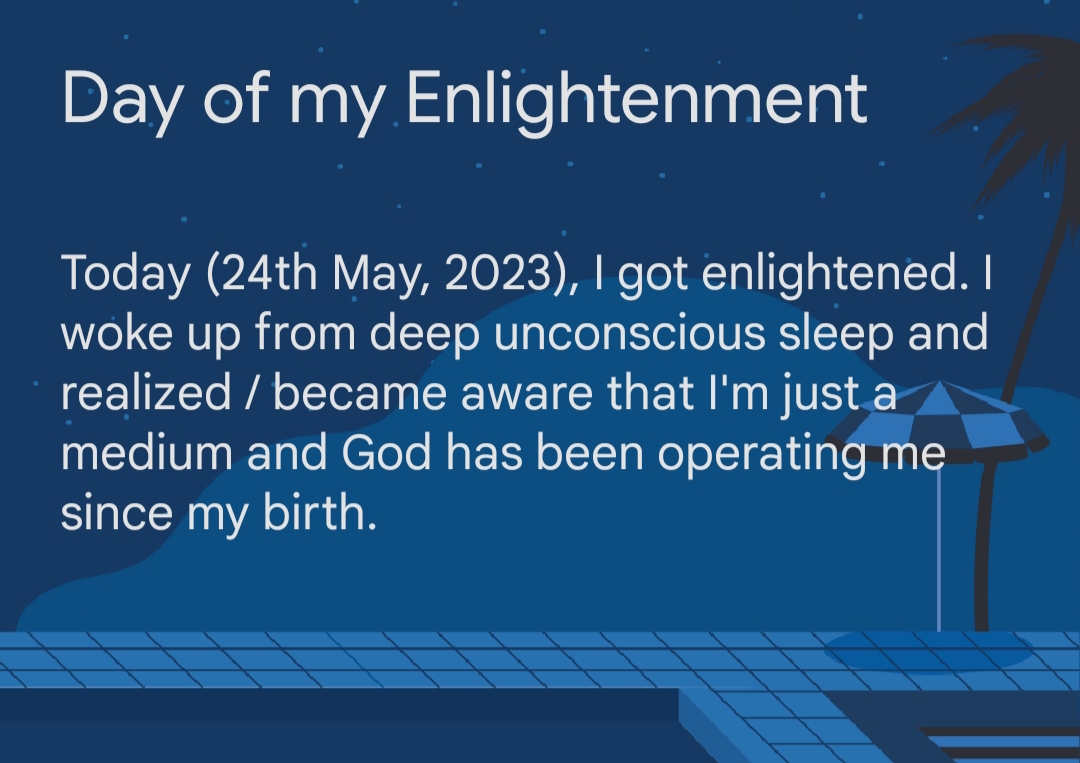 Day of my Enlightenment
Today (24th May, 2023), I got enlightened. I
woke up from deep unconscious sleep and
realized / became aware that I'm just a
medium and God has been operating me
since my birth.